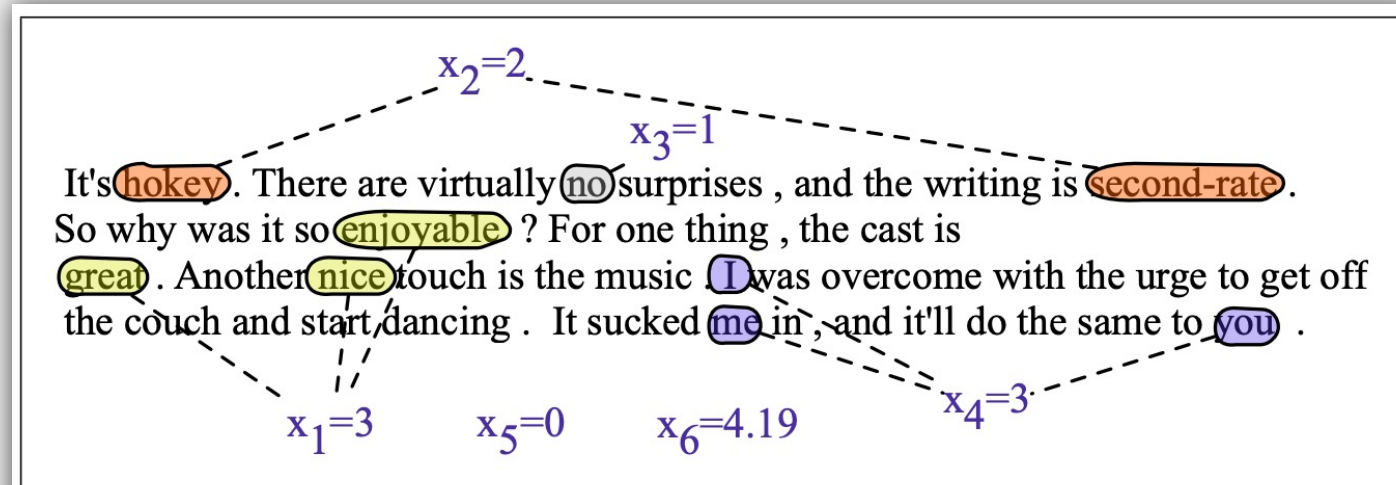 x2=2
x3=1
It's hokey. There are virtually no surprises , and the writing is second-rate.
So why was it so enjoyable ? For one thing , the cast is
great . Another nice touch is the music . I was overcome with the urge to get off
the couch and start dancing . It sucked me in , and it'll do the same to you .
x1=3 x5=0 x6=4.19 x4=3